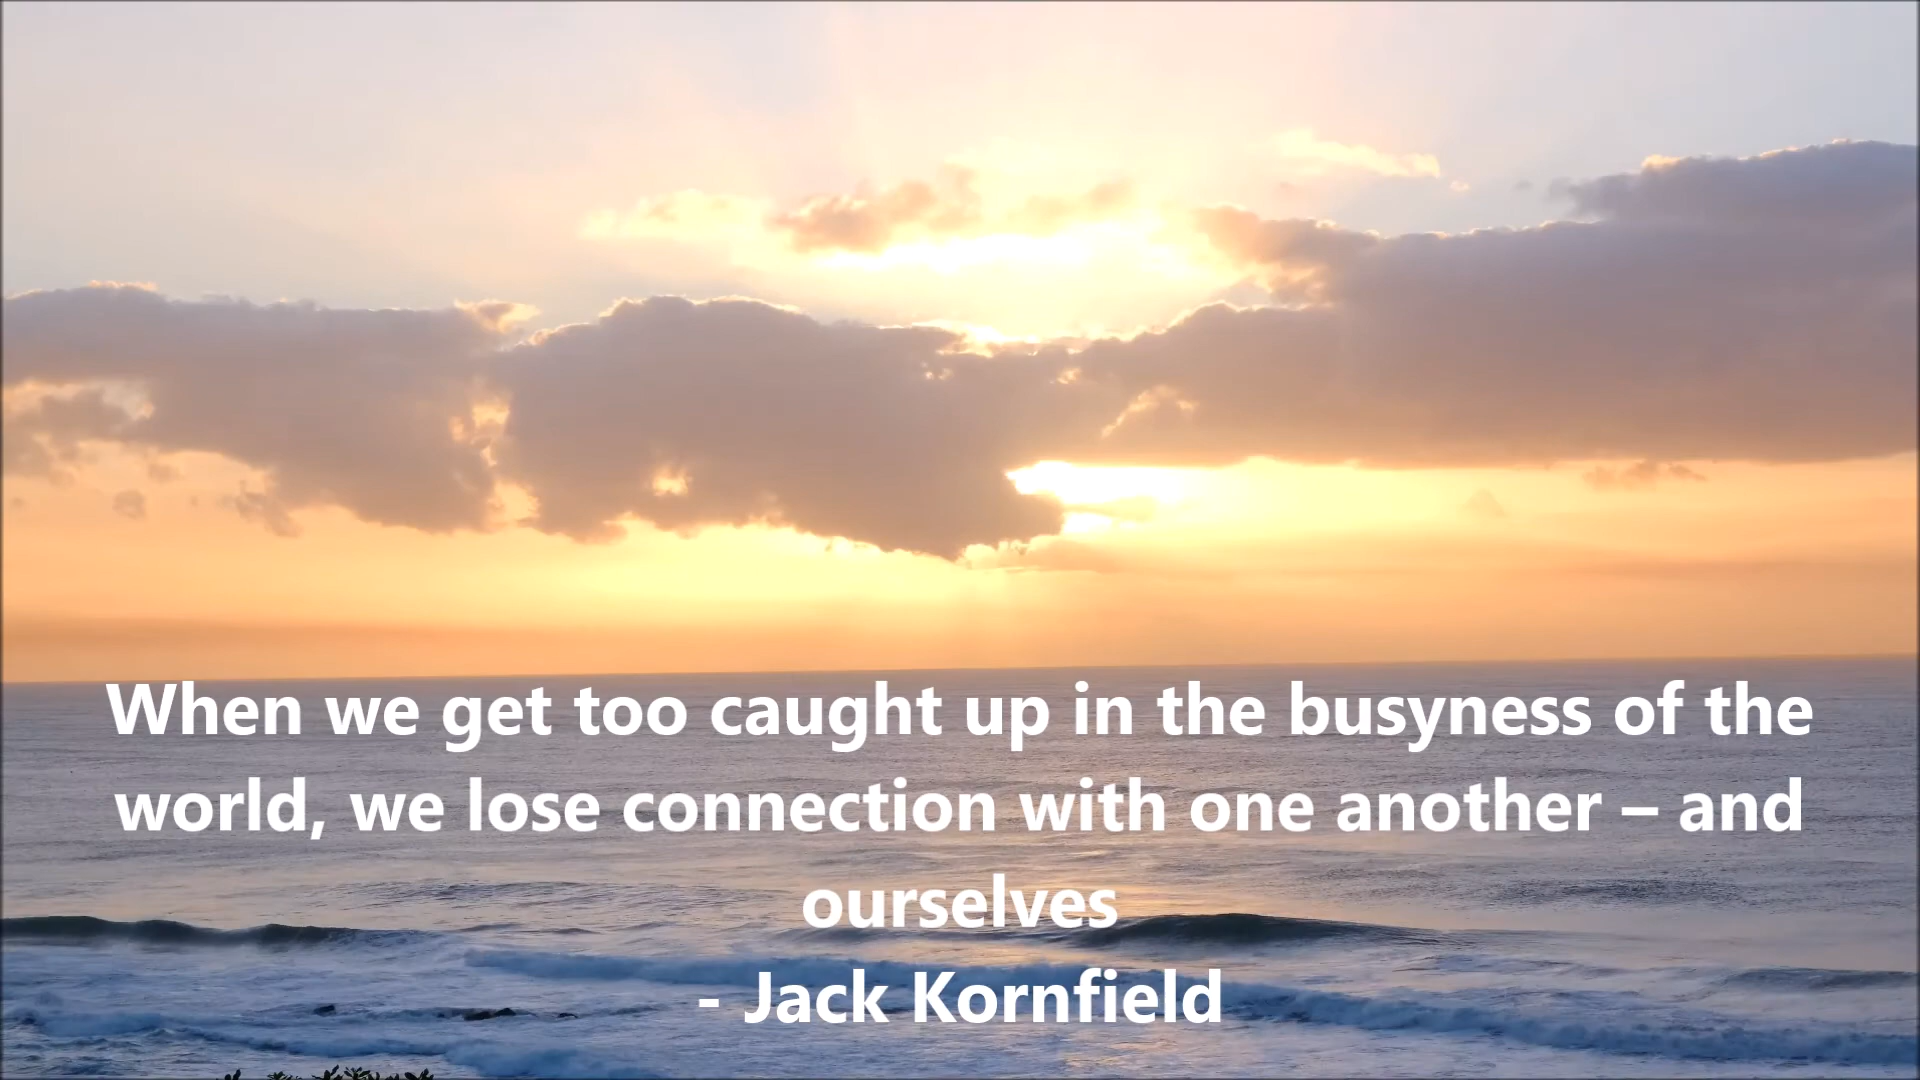 When we get too caught up in the busyness of the
world, we lose connection with one another – and
ourselves
- Jack Kornfield